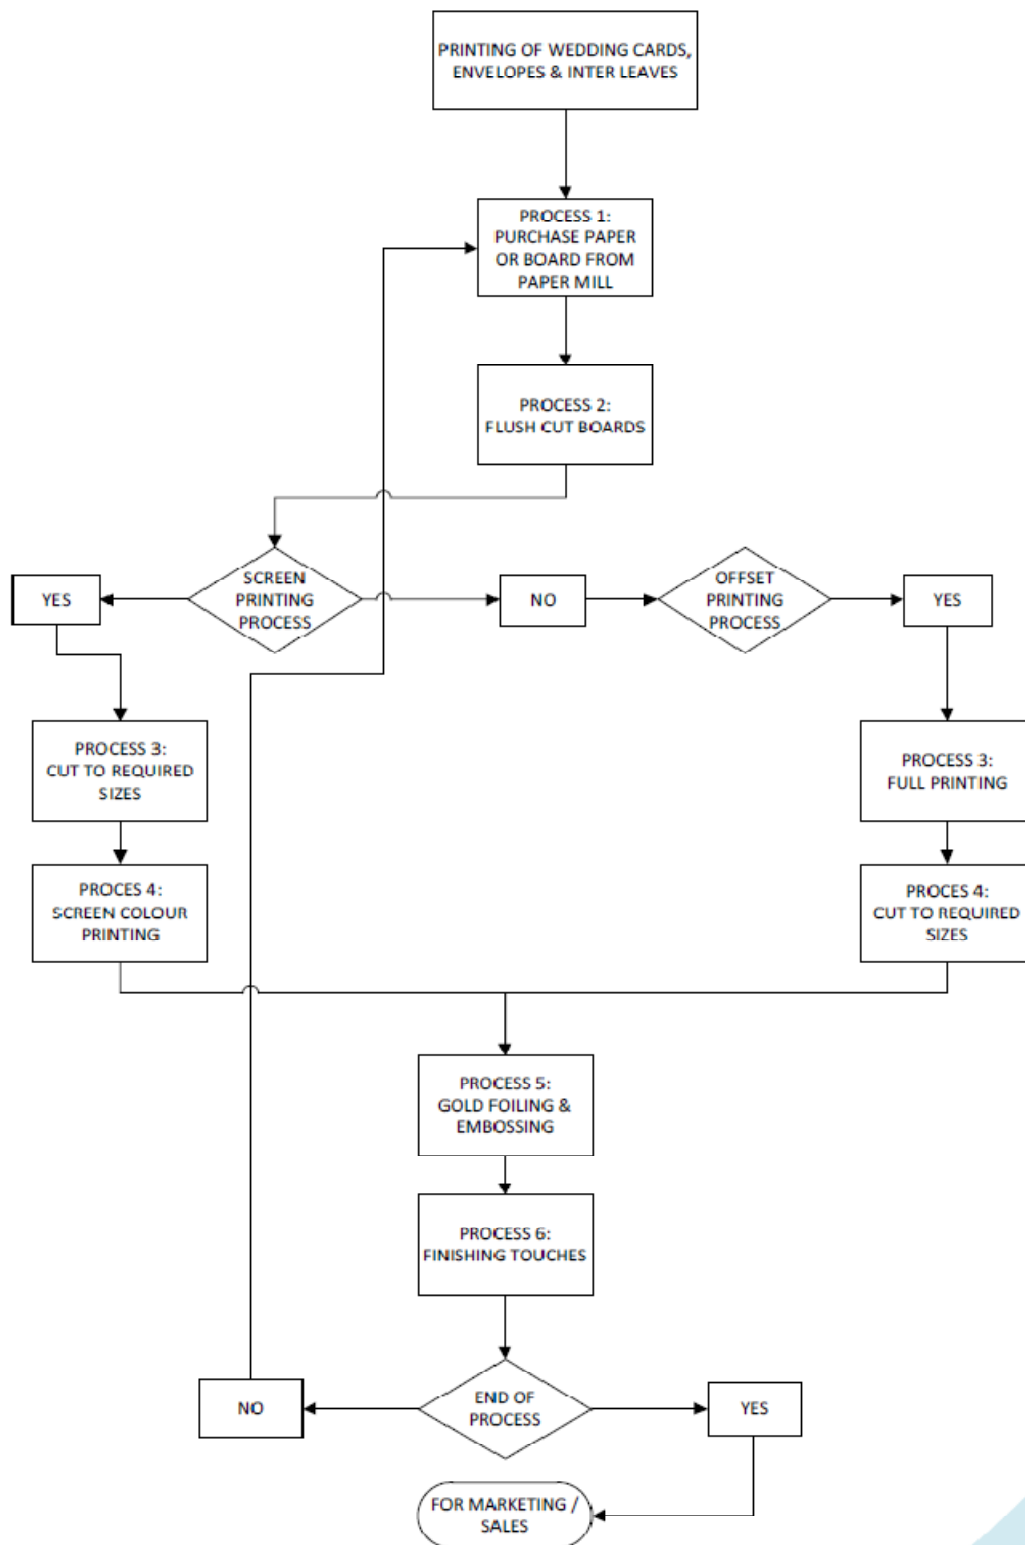 PRINTING OF WEDDING CARDS,
ENVELOPES & INTER LEAVES
PROCESS 1:
PURCHASE PAPER
OR BOARD FROM
PAPER MILL
PROCESS 2:
FLUSH CUT BOARDS
YES
SCREEN
PRINTING
PROCESS
NO
OFFSET
PRINTING
PROCESS
YES
PROCESS 3:
CUT TO REQUIRED
SIZES
PROCESS 3:
FULL PRINTING
PROCES 4:
SCREEN COLOUR
PRINTING
PROCES 4:
CUT TO REQUIRED
SIZES
PROCESS 5:
GOLD FOILING &
EMBOSSING
PROCESS 6:
FINISHING TOUCHES
NO
END OF
PROCESS
YES
FOR MARKETING /
SALES